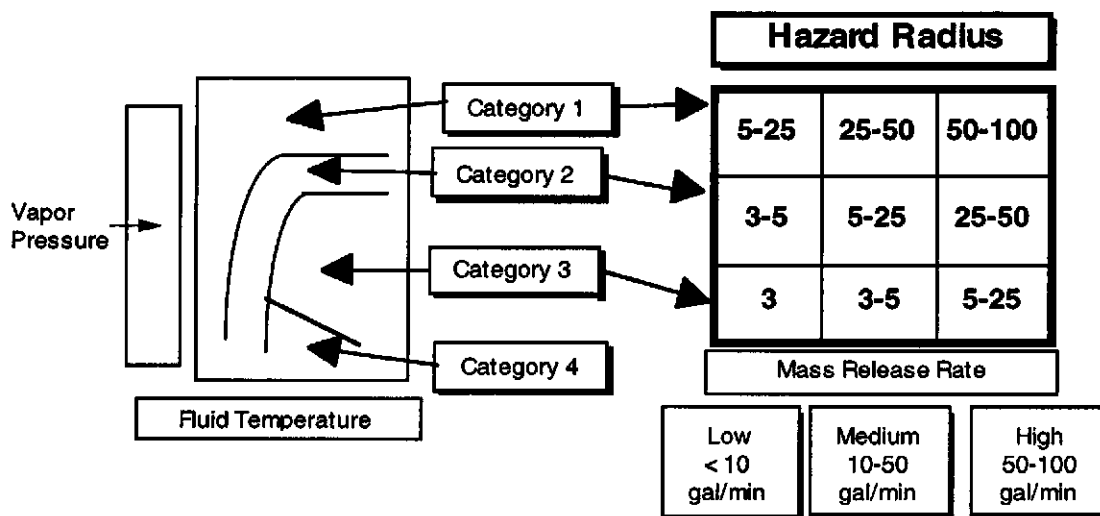 Hazard Radius
Category 1
5-25 25-50 50-100
Category 2
Vapor
Pressure
3-5 5-25 25-50
Category 3
3 3-5 5-25
Category 4
Mass Release Rate
Fluid Temperature
Low
< 10
gal/min
Medium
10-50
gal/min
High
50-100
gal/min